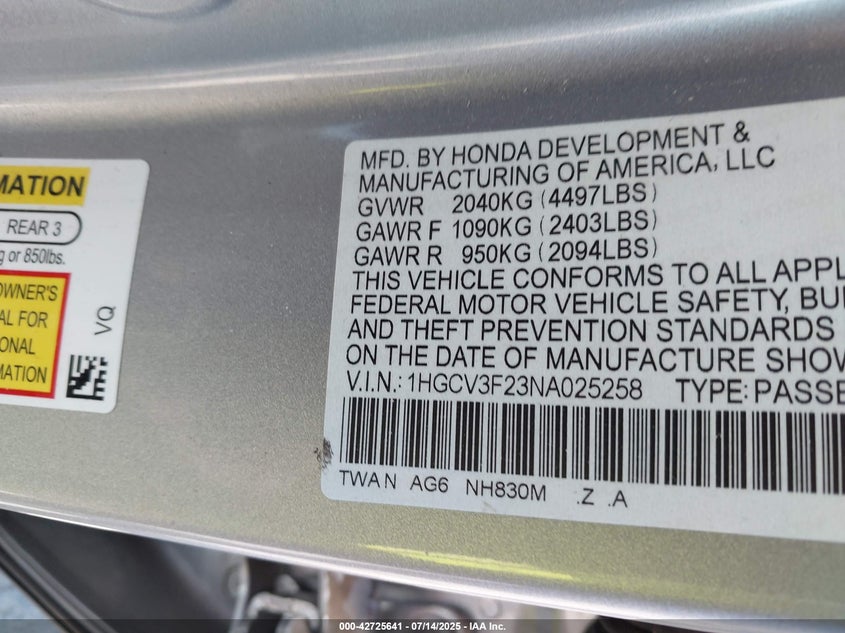 MATION
REAR 3
g or 850lbs.
OWNER'S
AL FOR
ONAL
MATION
VQ
MFD. BY HONDA DEVELOPMENT &
MANUFACTURING OF AMERICA, LLC
GVWR 2040KG (4497LBS)
GAWR F 1090KG (2403LBS)
GAWR R 950KG (2094LBS)
THIS VEHICLE CONFORMS TO ALL APPL
FEDERAL MOTOR VEHICLE SAFETY, BU
AND THEFT PREVENTION STANDARDS
ON THE DATE OF MANUFACTURE SHOW
V.I.N.: 1HGCV3F23NA025258 TYPE: PASSE
TWAN AG6 NH830M .Z .A
000-42725641 - 07/14/2025 - IAA Inc.